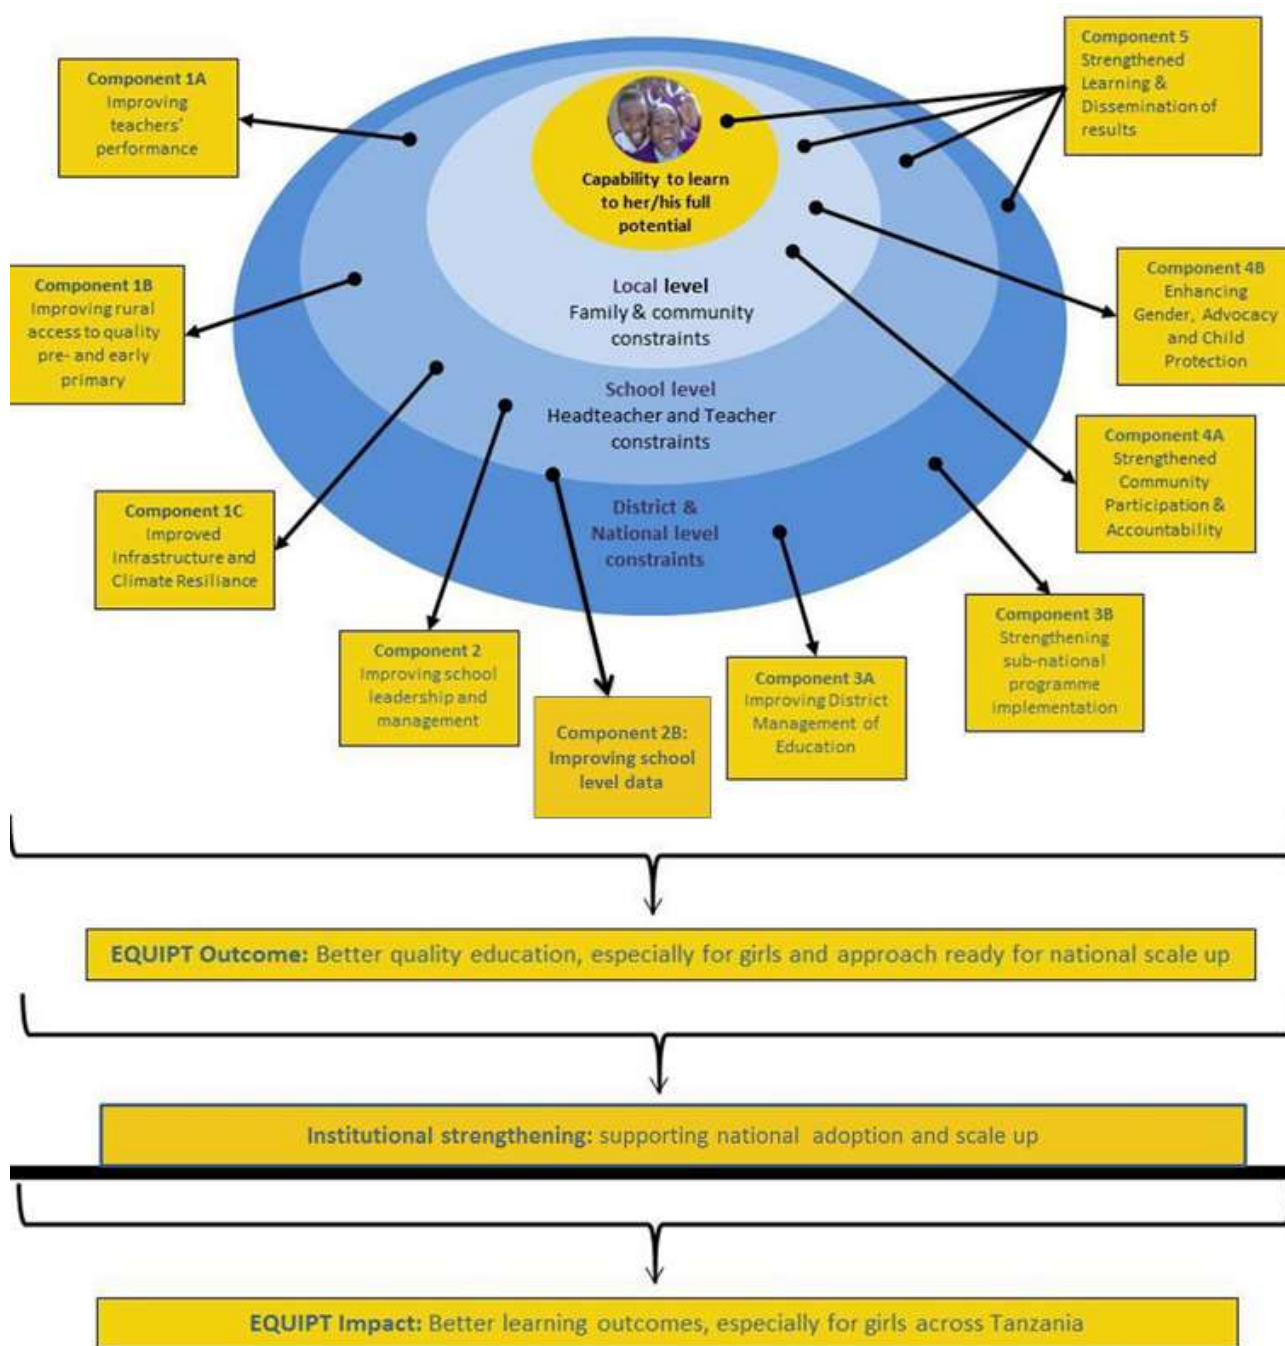 Component 1A
Improving
teachers'
performance
Component 5
Strengthened
Learning &
Dissemination of
results
Capability to learn
to her/his full
potential
Component 1B
Improving rural
access to quality
pre- and early
primary
Local level
Family & community
constraints
Component 4B
Enhancing
Gender, Advocacy
and Child
Protection
School level
Headteacher and Teacher
constraints
Component 4A
Strengthened
Community
Participation &
Accountability
Component 1C
Improved
Infrastructure and
Climate Resiliance
District &
National level
constraints
Component 2
Improving school
leadership and
management
Component 2B:
Improving school
level data
Component 3A
Improving District
Management of
Education
Component 3B
Strengthening
sub-national
programme
implementation
EQUIPT Outcome: Better quality education, especially for girls and approach ready for national scale up
Institutional strengthening: supporting national adoption and scale up
EQUIPT Impact: Better learning outcomes, especially for girls across Tanzania